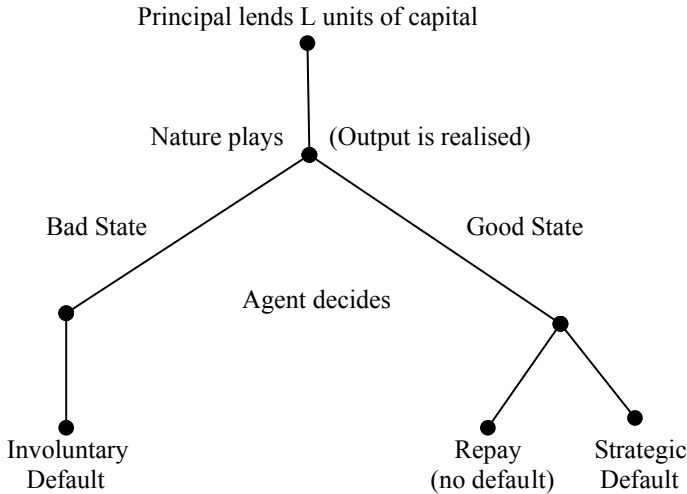 Principal lends L units of capital
Nature plays (Output is realised)
Bad State
Good State
Agent decides
Involuntary
Default
Repay
(no default)
Strategic
Default